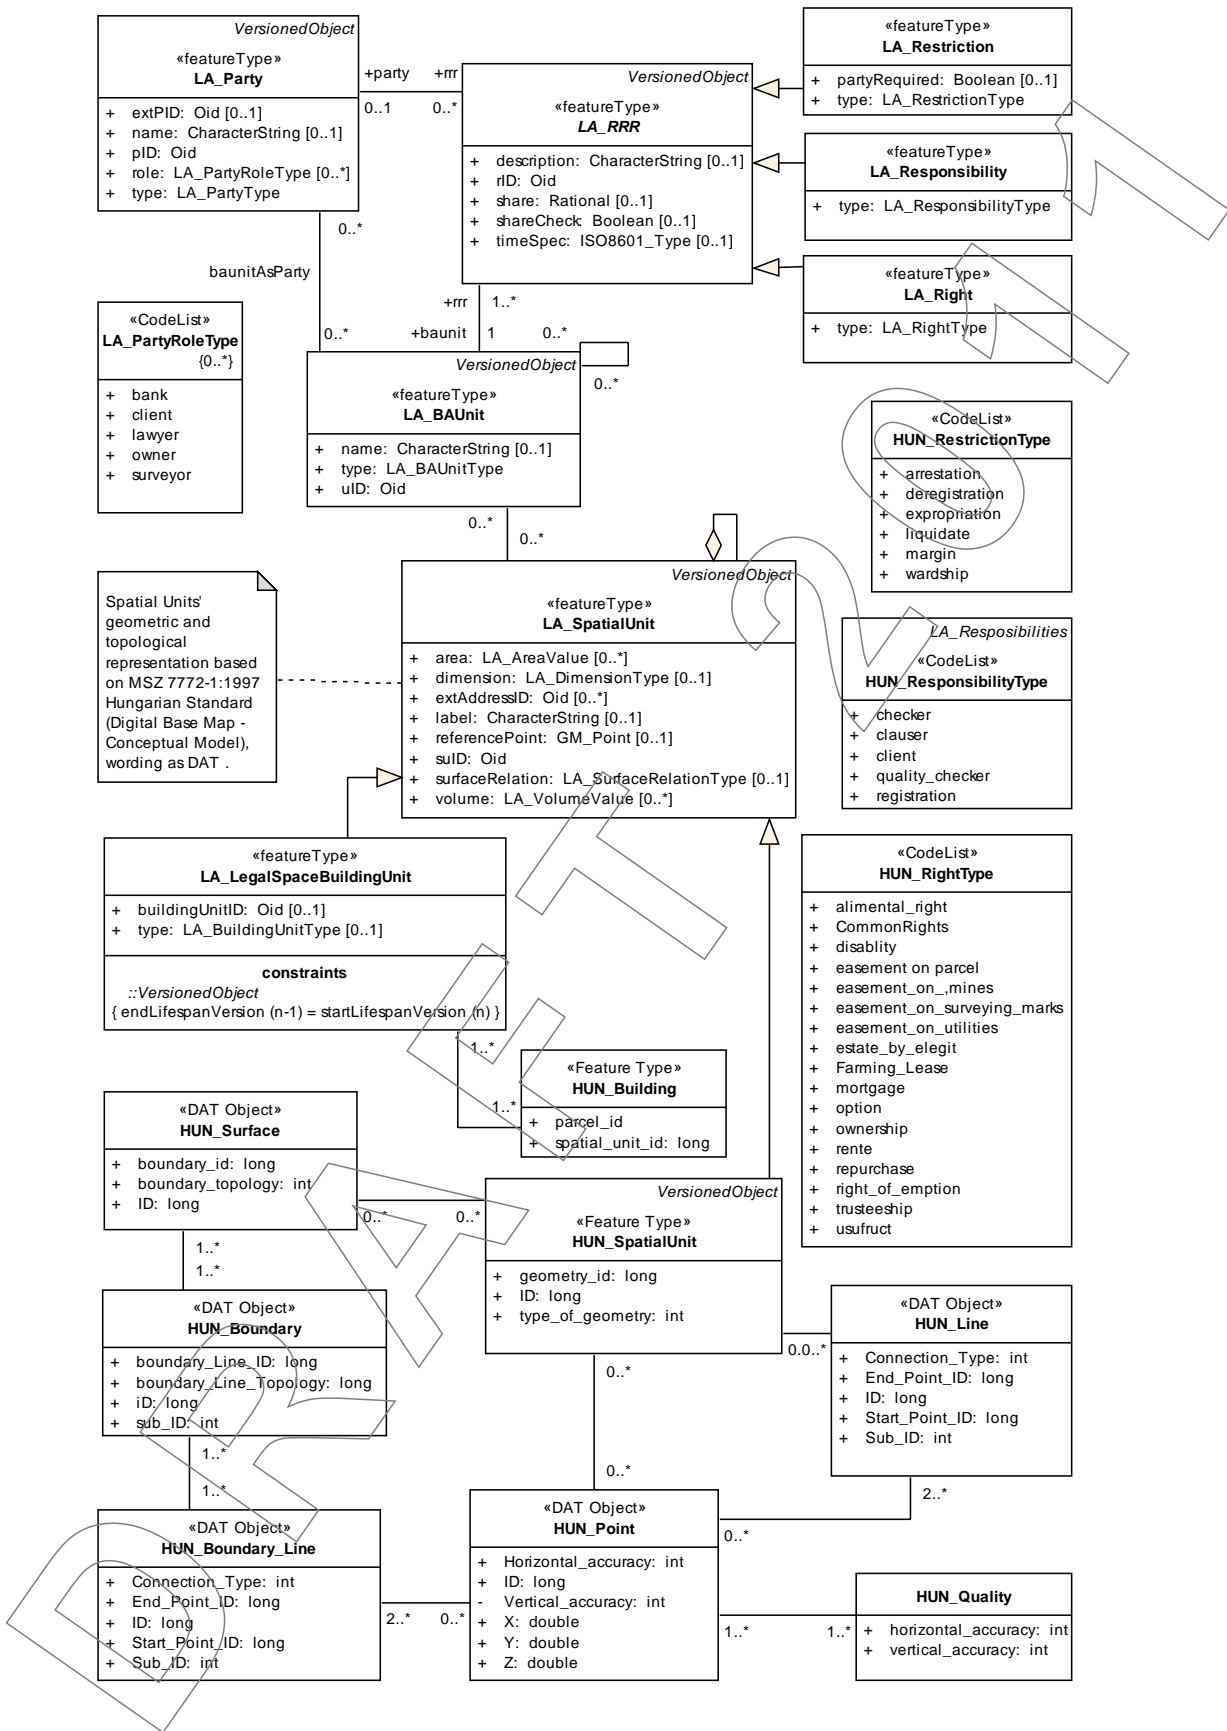 VersionedObject
«featureType»
LA_Party
+ extPID: Oid [0..1]
+ name: CharacterString [0..1]
+ pID: Oid
+ role: LA_PartyRoleType [0..*]
+ type: LA_PartyType
+party
+rrr
0..1
0..*
VersionedObject
«featureType»
LA_RRR
+ description: CharacterString [0..1]
+ rID: Oid
+ share: Rational [0..1]
+ shareCheck: Boolean [0..1]
+ timeSpec: ISO8601_Type [0..1]
«featureType»
LA_Restriction
+ partyRequired: Boolean [0..1]
+ type: LA_RestrictionType
«featureType»
LA_Responsibility
+ type: LA_ResponsibilityType
«featureType»
LA_Right
+ type: LA_RightType
0..*
baunitAsParty
0..*
+rrr
1..*
+baunit
1
0..*
0..*
«CodeList»
LA_PartyRoleType
{0..*}
+ bank
+ client
+ lawyer
+ owner
+ surveyor
VersionedObject
«featureType»
LA_BAUnit
+ name: CharacterString [0..1]
+ type: LA_BAUnitType
+ uID: Oid
0..*
0..*
«CodeList»
HUN_RestrictionType
+ arrestation
+ deregistration
+ expropriation
+ liquidate
+ margin
+ wardship
Spatial Units'
geometric and
topological
representation based
on MSZ 7772-1:1997
Hungarian Standard
(Digital Base Map -
Conceptual Model),
wording as DAT .
VersionedObject
«featureType»
LA_SpatialUnit
+ area: LA_AreaValue [0..*]
+ dimension: LA_DimensionType [0..1]
+ extAddressID: Oid [0..*]
+ label: CharacterString [0..1]
+ referencePoint: GM_Point [0..1]
+ suID: Oid
+ surfaceRelation: LA_SurfaceRelationType [0..1]
+ volume: LA_VolumeValue [0..*]
LA_Resposibilities
«CodeList»
HUN_ResponsibilityType
+ checker
+ clauser
+ client
+ quality_checker
+ registration
«featureType»
LA_LegalSpaceBuildingUnit
+ buildingUnitID: Oid [0..1]
+ type: LA_BuildingUnitType [0..1]
constraints
::VersionedObject
{ endLifespanVersion (n-1) = startLifespanVersion (n) }
«CodeList»
HUN_RightType
+ alimental_right
+ CommonRights
+ disablity
+ easement on parcel
+ easement_on_,mines
+ easement_on_surveying_marks
+ easement_on_utilities
+ estate_by_elegit
+ Farming_Lease
+ mortgage
+ option
+ ownership
+ rente
+ repurchase
+ right_of_emption
+ trusteeship
+ usufruct
1..*
1..*
«Feature Type»
HUN_Building
+ parcel_id
+ spatial_unit_id: long
«DAT Object»
HUN_Surface
+ boundary_id: long
+ boundary_topology: int
+ ID: long
0..*
0..*
VersionedObject
«Feature Type»
HUN_SpatialUnit
+ geometry_id: long
+ ID: long
+ type_of_geometry: int
1..*
1..*
«DAT Object»
HUN_Boundary
+ boundary_Line_ID: long
+ boundary_Line_Topology: long
+ iD: long
+ sub_ID: int
0.0..*
«DAT Object»
HUN_Line
+ Connection_Type: int
+ End_Point_ID: long
+ ID: long
+ Start_Point_ID: long
+ Sub_ID: int
0..*
0..*
1..*
1..*
2..*
0..*
«DAT Object»
HUN_Boundary_Line
+ Connection_Type: int
+ End_Point_ID: long
+ ID: long
+ Start_Point_ID: long
+ Sub_ID: int
2..*
0..*
«DAT Object»
HUN_Point
+ Horizontal_accuracy: int
+ ID: long
- Vertical_accuracy: int
+ X: double
+ Y: double
+ Z: double
1..*
1..*
HUN_Quality
+ horizontal_accuracy: int
+ vertical_accuracy: int
DRAFT 2011